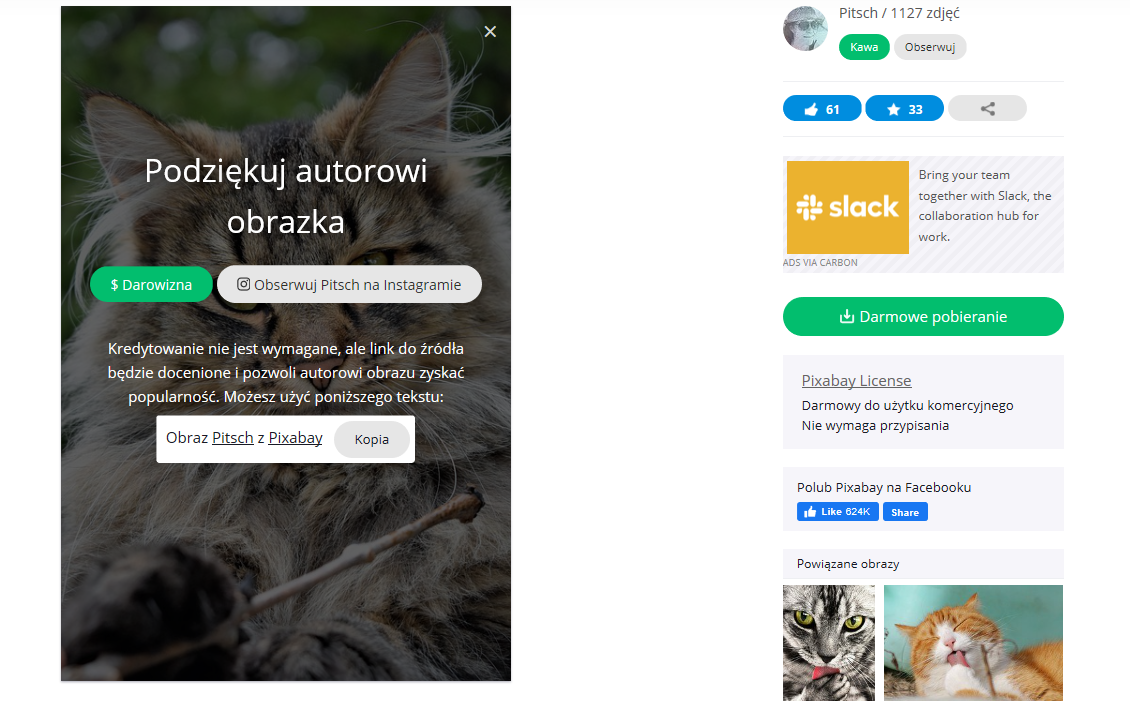 ×
Podziękuj autorowi
obrazka
$ Darowizna
Obserwuj Pitsch na Instagramie
Kredytowanie nie jest wymagane, ale link do źródła
będzie docenione i pozwoli autorowi obrazu zyskać
popularność. Możesz użyć poniższego tekstu:
Obraz Pitsch z Pixabay
Kopia
Pitsch / 1127 zdjęć
Kawa
Obserwuj
61
33
slack
Bring your team
together with Slack, the
collaboration hub for
work.
ADS VIA CARBON
Darmowe pobieranie
Pixabay License
Darmowy do użytku komercyjnego
Nie wymaga przypisania
Polub Pixabay na Facebooku
Like 624K
Share
Powiązane obrazy